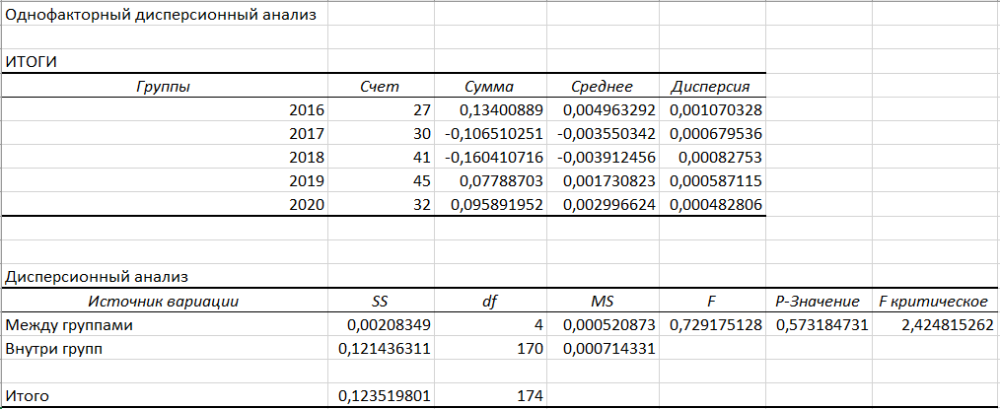 Однофакторный дисперсионный анализ
ИТОГИ
Группы Счет Сумма Среднее Дисперсия
2016 27 0,13400889 0,004963292 0,001070328
2017 30 -0,106510251 -0,003550342 0,000679536
2018 41 -0,160410716 -0,003912456 0,00082753
2019 45 0,07788703 0,001730823 0,000587115
2020 32 0,095891952 0,002996624 0,000482806
Дисперсионный анализ
Источник вариации SS df MS F P-Значение F критическое
Между группами 0,00208349 4 0,000520873 0,729175128 0,573184731 2,424815262
Внутри групп 0,121436311 170 0,000714331
Итого 0,123519801 174